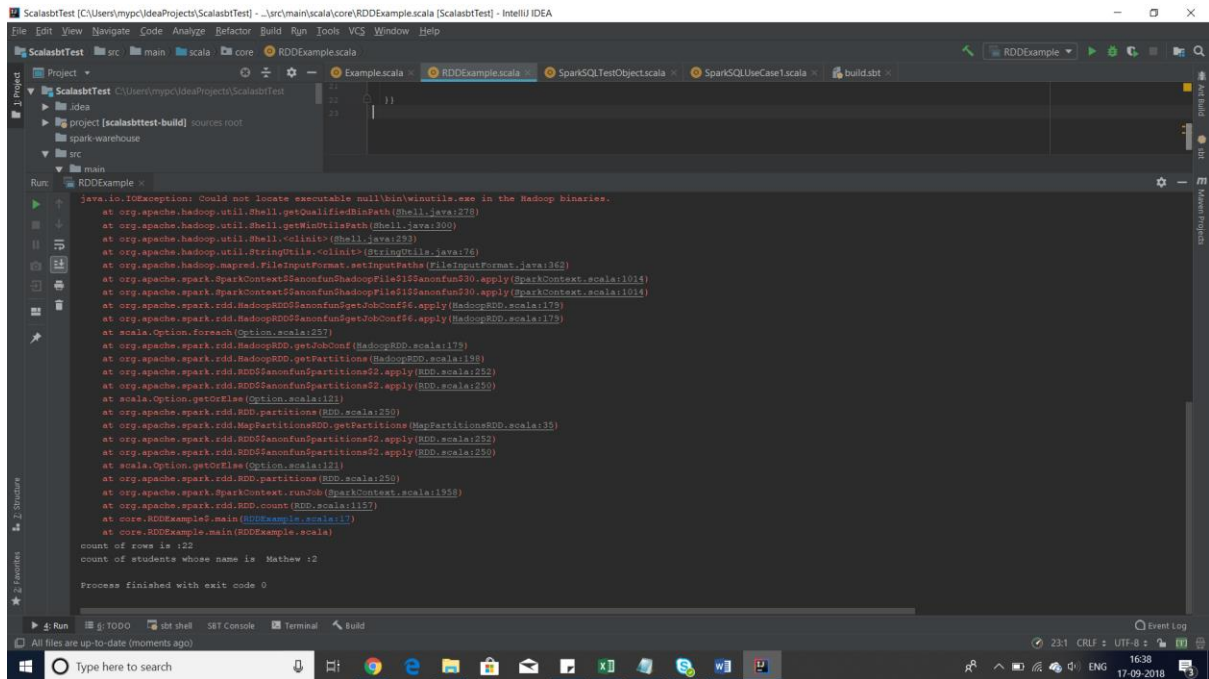 ScalasbtTest [C:\Users\mypc\IdeaProjects\ScalasbtTest] - ...\src\main\scala\core\RDDExample.scala [ScalasbtTest] - IntelliJ IDEA
File Edit View Navigate Code Analyze Refactor Build Run Tools VCS Window Help
ScalasbtTest src main scala core RDDExample.scala RDDExample
Project Example.scala RDDExample.scala SparkSQLTestObject.scala SparkSQLUseCase1.scala build.sbt
1: Project
ScalasbtTest C:\Users\mypc\IdeaProjects\ScalasbtTest
.idea
project [scalasbttest-build] sources root
spark-warehouse
src
main
21
22 }}
23
Ant Build
sbt
Maven Projects
Run: RDDExample
java.io.IOException: Could not locate executable null\bin\winutils.exe in the Hadoop binaries.
at org.apache.hadoop.util.Shell.getQualifiedBinPath(Shell.java:278)
at org.apache.hadoop.util.Shell.getWinUtilsPath(Shell.java:300)
at org.apache.hadoop.util.Shell.<clinit>(Shell.java:293)
at org.apache.hadoop.util.StringUtils.<clinit>(StringUtils.java:76)
at org.apache.hadoop.mapred.FileInputFormat.setInputPaths(FileInputFormat.java:362)
at org.apache.spark.SparkContext$$anonfun$hadoopFile$1$$anonfun$30.apply(SparkContext.scala:1014)
at org.apache.spark.SparkContext$$anonfun$hadoopFile$1$$anonfun$30.apply(SparkContext.scala:1014)
at org.apache.spark.rdd.HadoopRDD$$anonfun$getJobConf$6.apply(HadoopRDD.scala:179)
at org.apache.spark.rdd.HadoopRDD$$anonfun$getJobConf$6.apply(HadoopRDD.scala:179)
at scala.Option.foreach(Option.scala:257)
at org.apache.spark.rdd.HadoopRDD.getJobConf(HadoopRDD.scala:179)
at org.apache.spark.rdd.HadoopRDD.getPartitions(HadoopRDD.scala:198)
at org.apache.spark.rdd.RDD$$anonfun$partitions$2.apply(RDD.scala:252)
at org.apache.spark.rdd.RDD$$anonfun$partitions$2.apply(RDD.scala:250)
at scala.Option.getOrElse(Option.scala:121)
at org.apache.spark.rdd.RDD.partitions(RDD.scala:250)
at org.apache.spark.rdd.MapPartitionsRDD.getPartitions(MapPartitionsRDD.scala:35)
at org.apache.spark.rdd.RDD$$anonfun$partitions$2.apply(RDD.scala:252)
at org.apache.spark.rdd.RDD$$anonfun$partitions$2.apply(RDD.scala:250)
at scala.Option.getOrElse(Option.scala:121)
at org.apache.spark.rdd.RDD.partitions(RDD.scala:250)
at org.apache.spark.SparkContext.runJob(SparkContext.scala:1958)
at org.apache.spark.rdd.RDD.count(RDD.scala:1157)
at core.RDDExample$.main(RDDExample.scala:17)
at core.RDDExample.main(RDDExample.scala)
count of rows is :22
count of students whose name is  Mathew :2
Process finished with exit code 0
7: Structure
2: Favorites
4: Run 6: TODO sbt shell SBT Console Terminal Build Event Log
All files are up-to-date (moments ago) 23:1 CRLF UTF-8
Type here to search ENG 16:38
17-09-2018